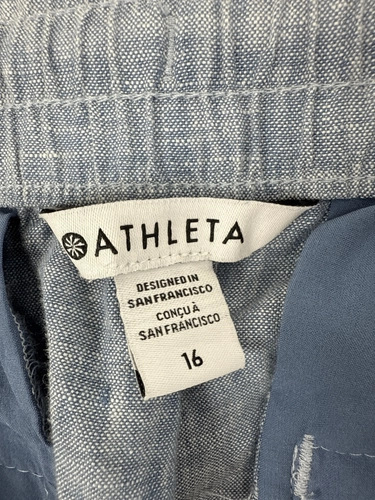 ATHLETA
DESIGNED IN
SAN FRANCISCO
CONÇU À
SAN FRANCISCO
16